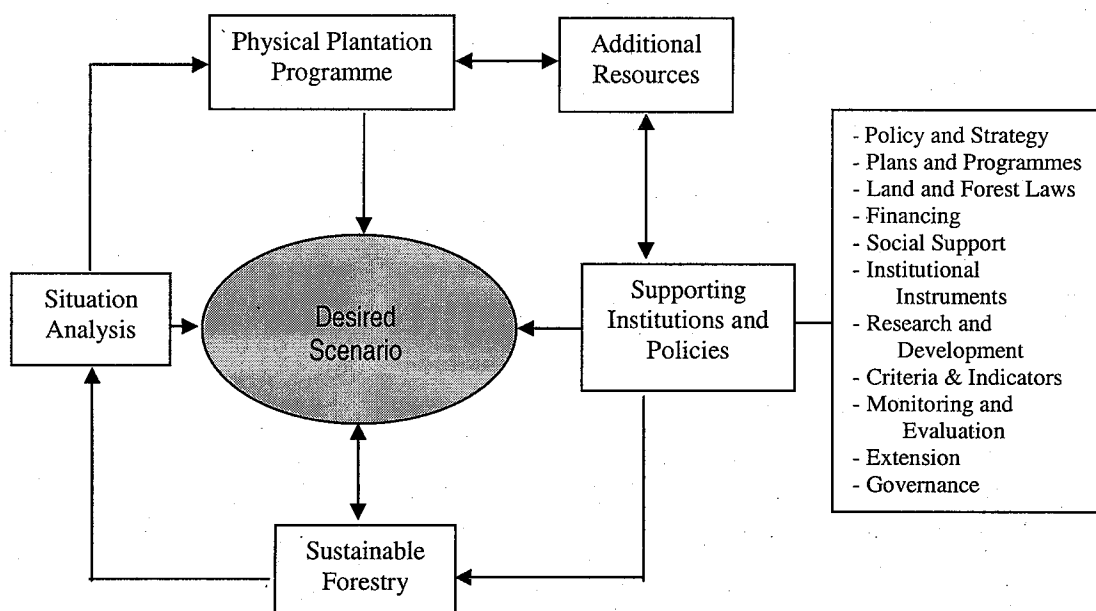 Physical Plantation
Programme
Additional
Resources
- Policy and Strategy
- Plans and Programmes
- Land and Forest Laws
- Financing
- Social Support
- Institutional
Instruments
- Research and
Development
- Criteria & Indicators
- Monitoring and
Evaluation
- Extension
- Governance
Situation
Analysis
Desired
Scenario
Supporting
Institutions and
Policies
Sustainable
Forestry